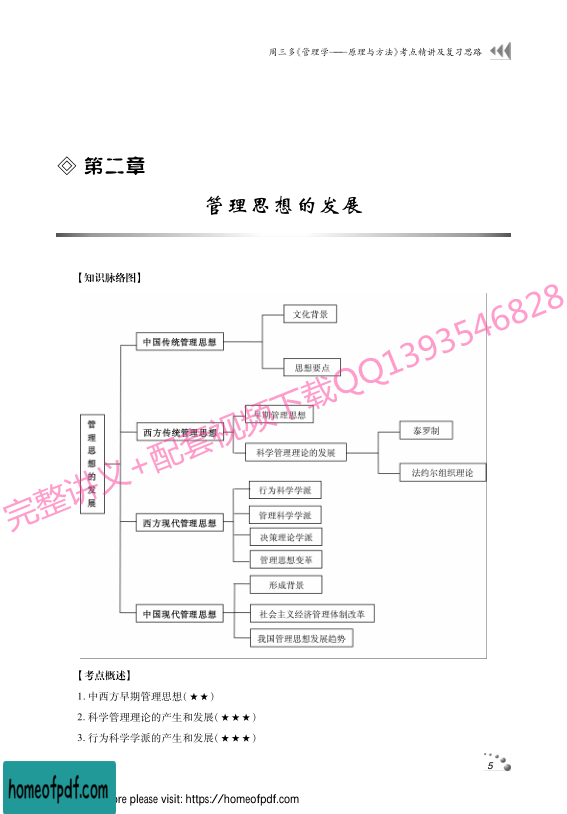 周三多《管理学——原理与方法》考点精讲及复习思路
第二章
管理思想的发展
【知识脉络图】
管理思想的发展
中国传统管理思想
文化背景
思想要点
西方传统管理思想
早期管理思想
科学管理理论的发展
泰罗制
法约尔组织理论
西方现代管理思想
行为科学学派
管理科学学派
决策理论学派
管理思想变革
中国现代管理思想
形成背景
社会主义经济管理体制改革
我国管理思想发展趋势
完整讲义+配套视频下载QQ1393546828
【考点概述】
1. 中西方早期管理思想(★★)
2. 科学管理理论的产生和发展(★★★)
3. 行为科学学派的产生和发展(★★★)
5
homeofpdf.com
ore please visit: https://homeofpdf.com